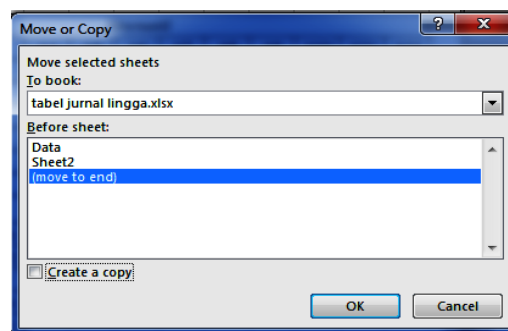 Move or Copy
Move selected sheets
To book:
tabel jurnal lingga.xlsx
Before sheet:
Data
Sheet2
(move to end)
Create a copy
OK Cancel